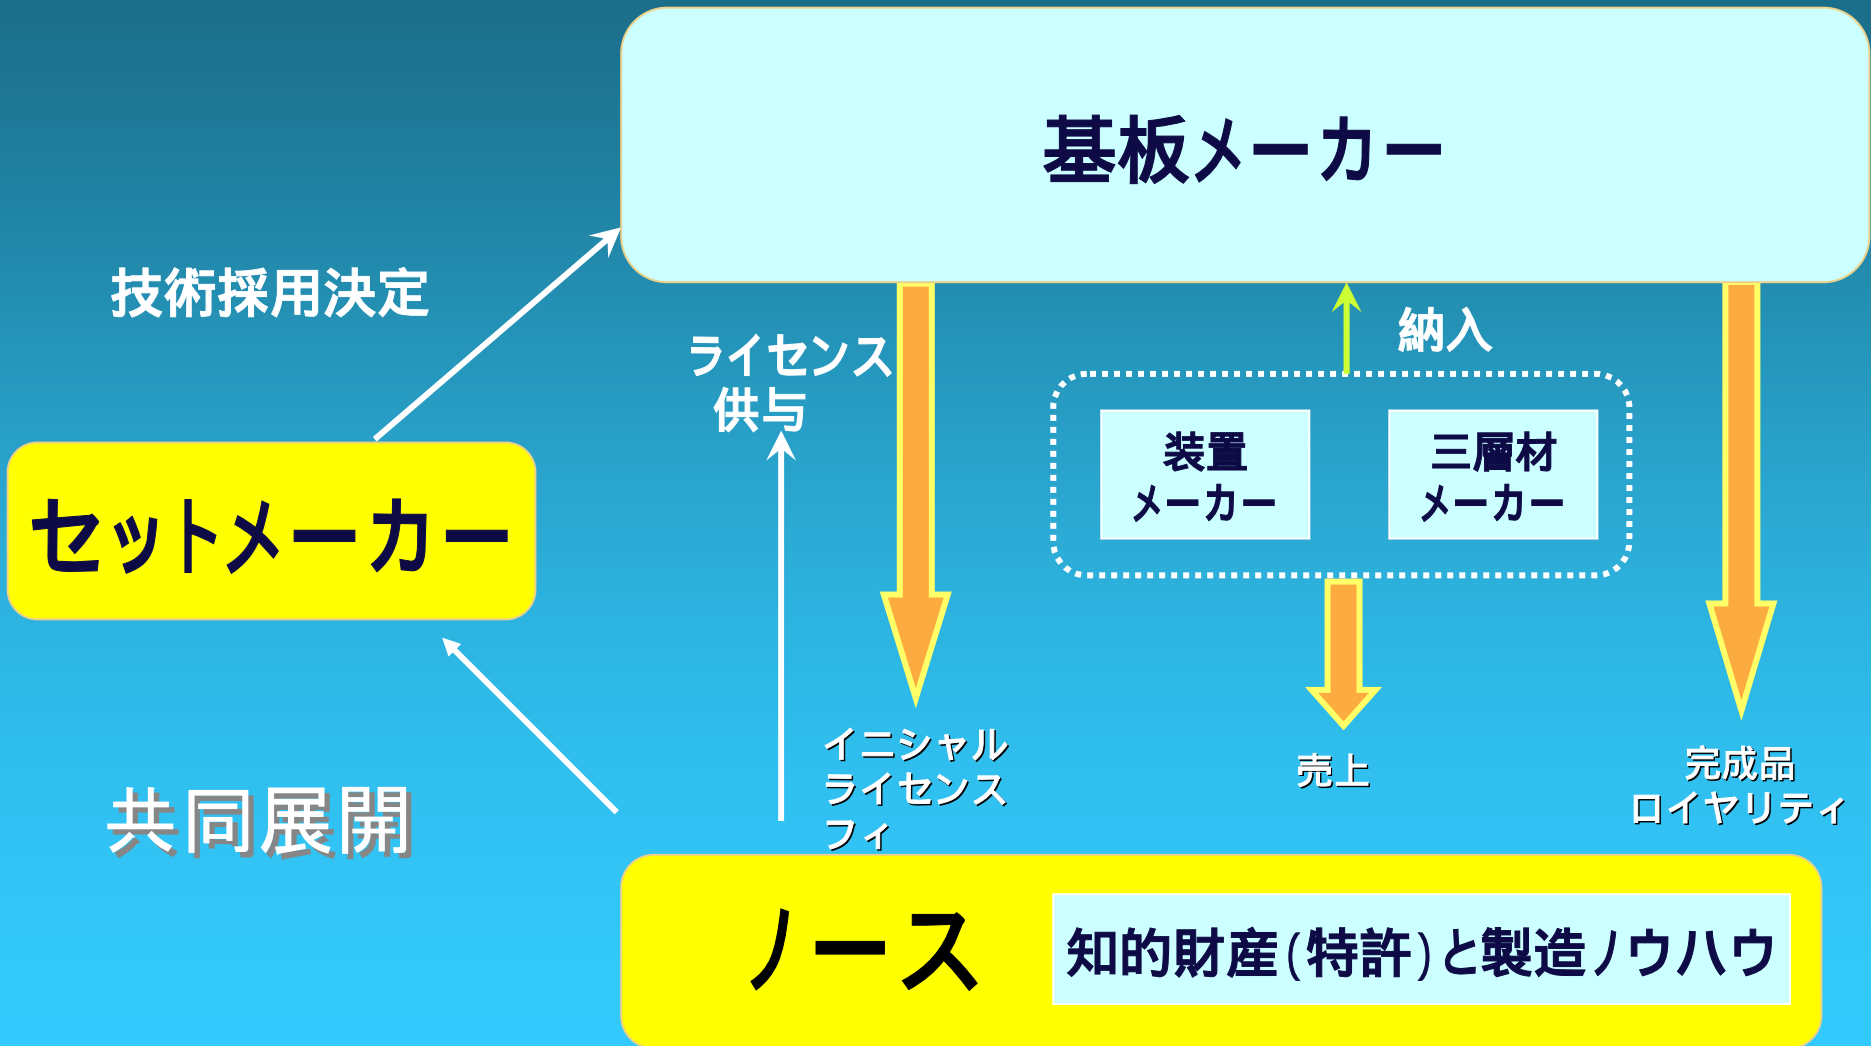 基板メーカー
技術採用決定
ライセンス
供与
納入
装置
メーカー
三層材
メーカー
セットメーカー
イニシャル
ライセンス
フィ
売上
完成品
ロイヤリティ
共同展開
ノース
知的財産(特許)と製造ノウハウ